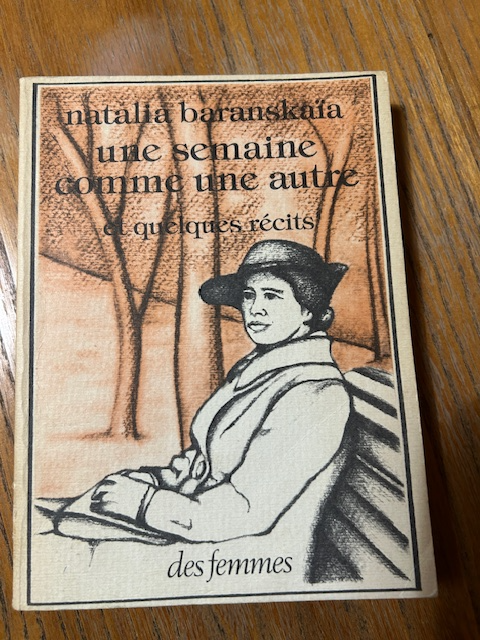 natalia baranskaïa
une semaine
comme une autre
et quelques récits
des femmes